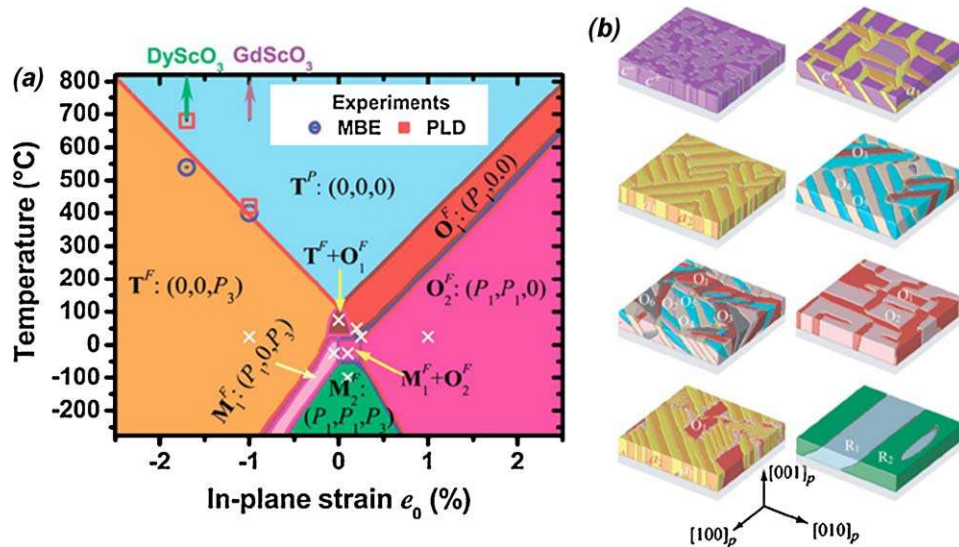 (a)
DyScO₃ GdScO₃
Experiments
MBE PLD
Temperature (°C)
800
700
600
500
400
300
200
100
0
-100
-200
T^P: (0,0,0)
O₁^F: (P₁,0,0)
T^F+O₁^F
T^F: (0,0,P₃)
O₂^F: (P₁,P₁,0)
M₁^F: (P₁,0,P₃)
M₁^F+O₂^F
M₂^F:
(P₁,P₁,P₃)
-2 -1 0 1 2
In-plane strain e₀ (%)
(b)
c⁻ c⁺
c a₁
a₂
O₃
O₄
O₃
O₂
R₁ R₂
[001]p
[100]p [010]p